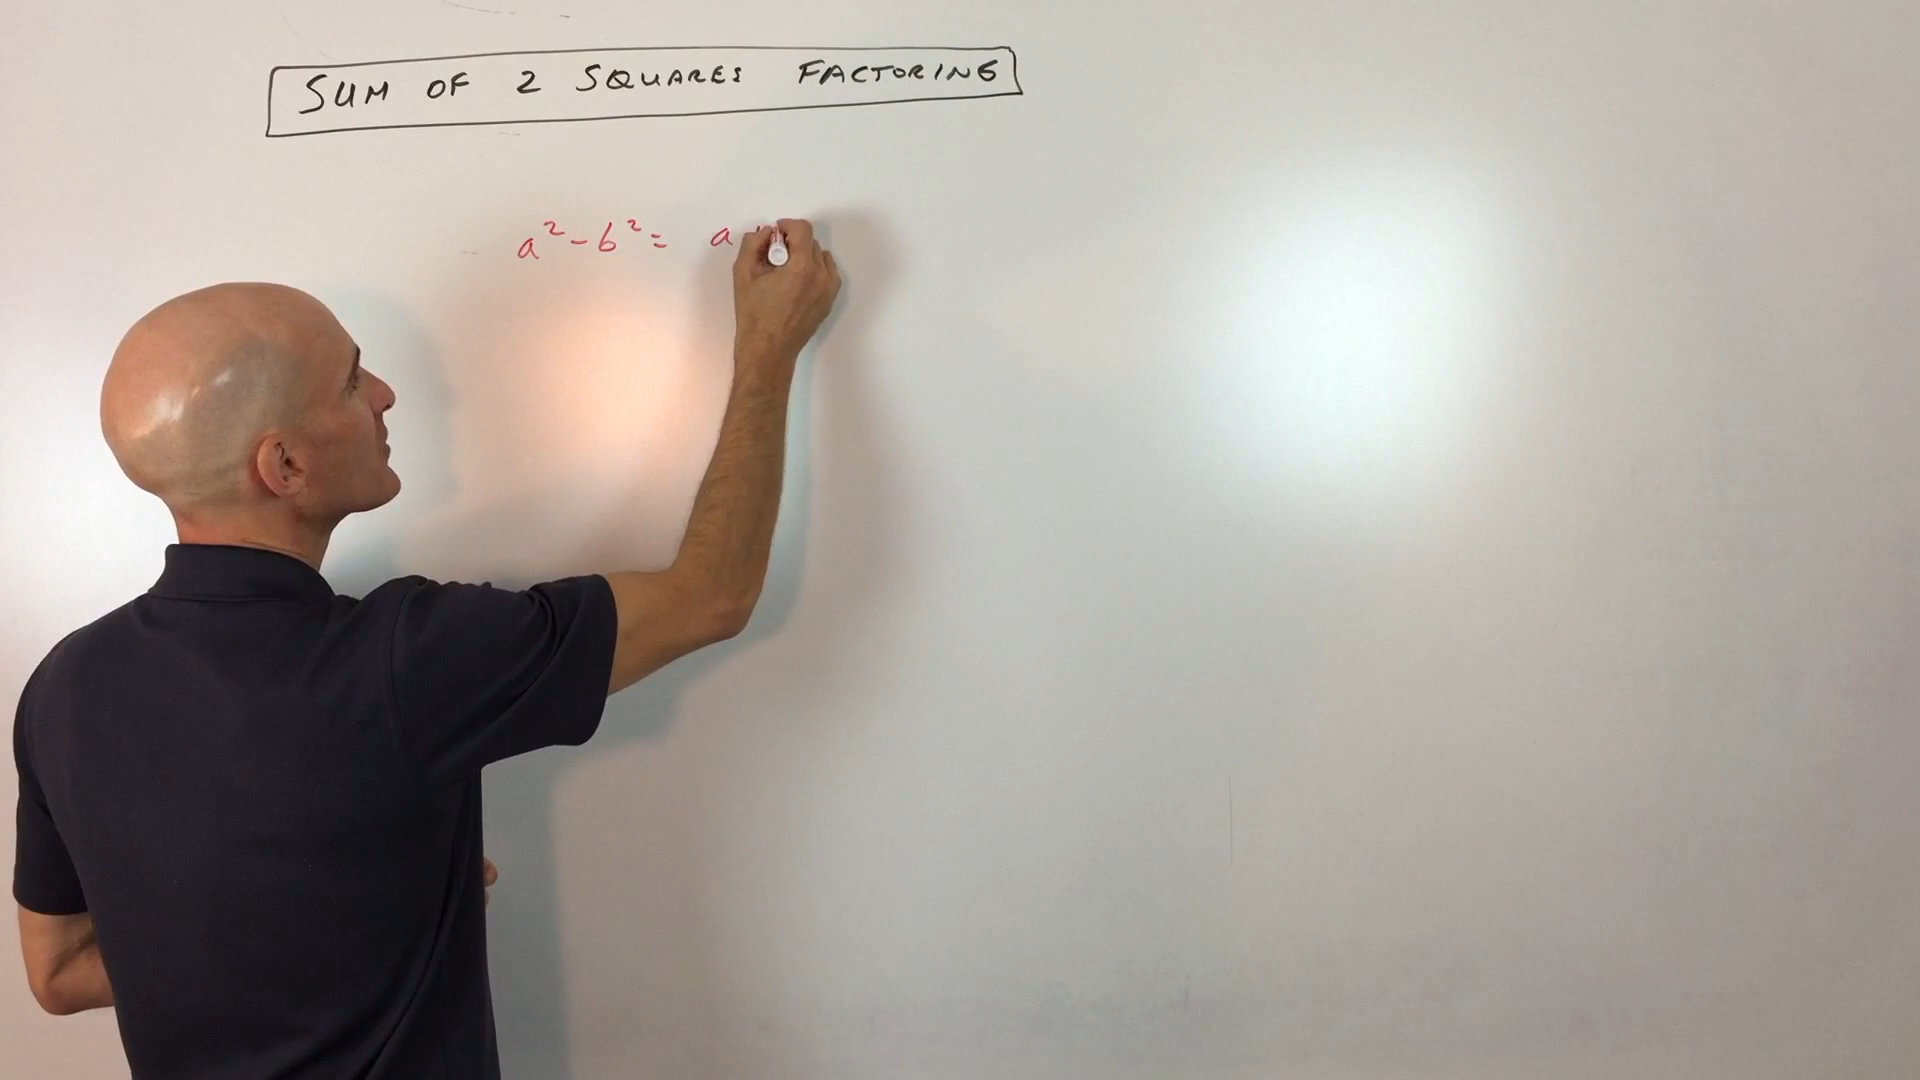 SUM OF 2 SQUARES FACTORING
a² - b² = a